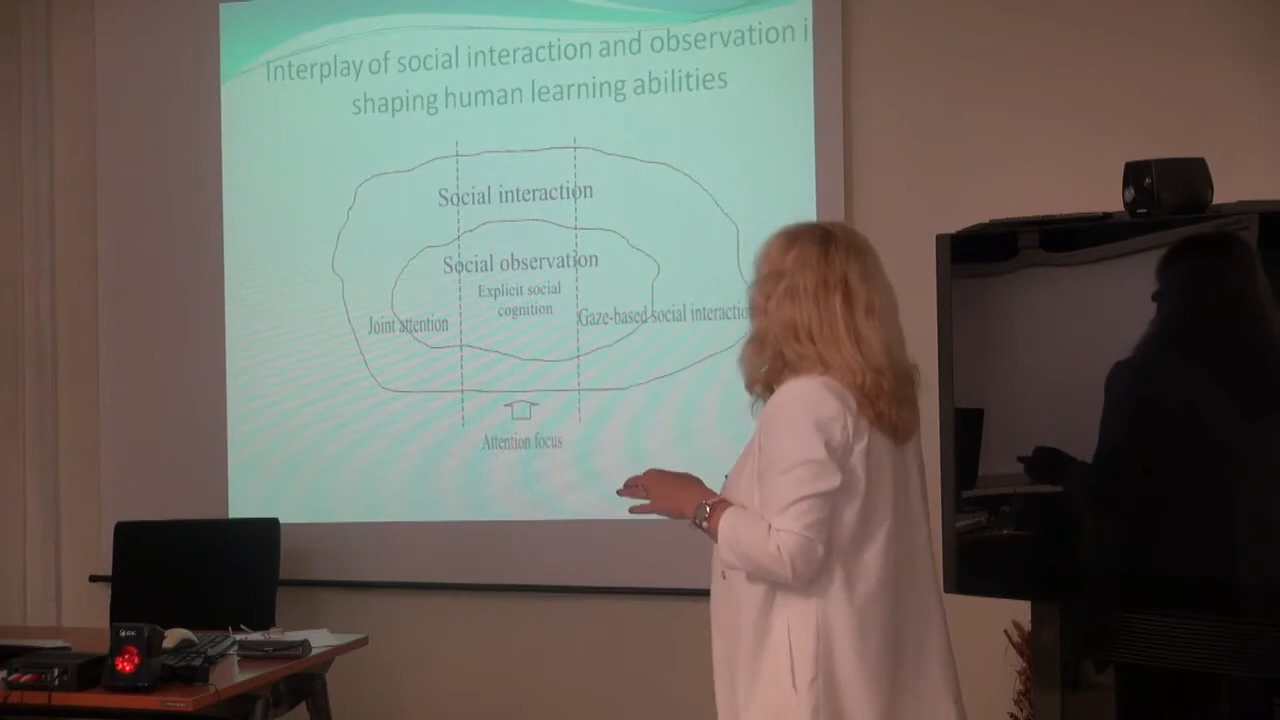 Interplay of social interaction and observation i
shaping human learning abilities
Social interaction
Social observation
Explicit social
cognition
Joint attention
Gaze-based social interactio
Attention focus